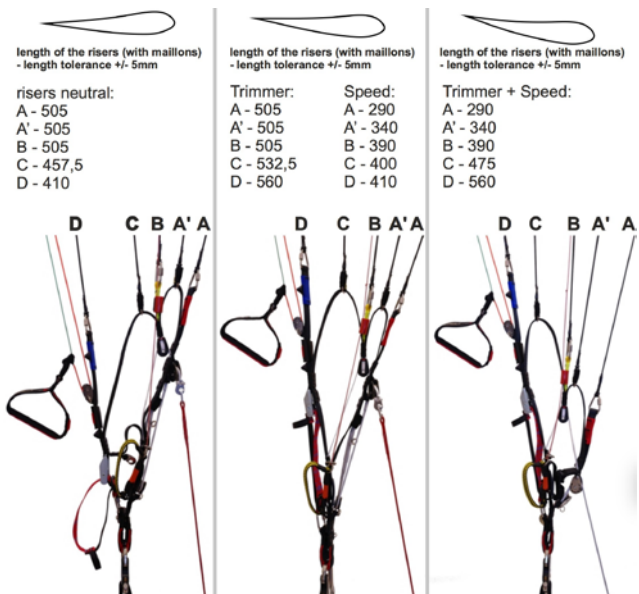 length of the risers (with maillons)
- length tolerance +/- 5mm
risers neutral:
A - 505
A' - 505
B - 505
C - 457,5
D - 410
D C B A' A
length of the risers (with maillons)
- length tolerance +/- 5mm
Trimmer: Speed:
A - 505 A - 290
A' - 505 A' - 340
B - 505 B - 390
C - 532,5 C - 400
D - 560 D - 410
D C B A' A
length of the risers (with maillons)
- length tolerance +/- 5mm
Trimmer + Speed:
A - 290
A' - 340
B - 390
C - 475
D - 560
D C B A' A